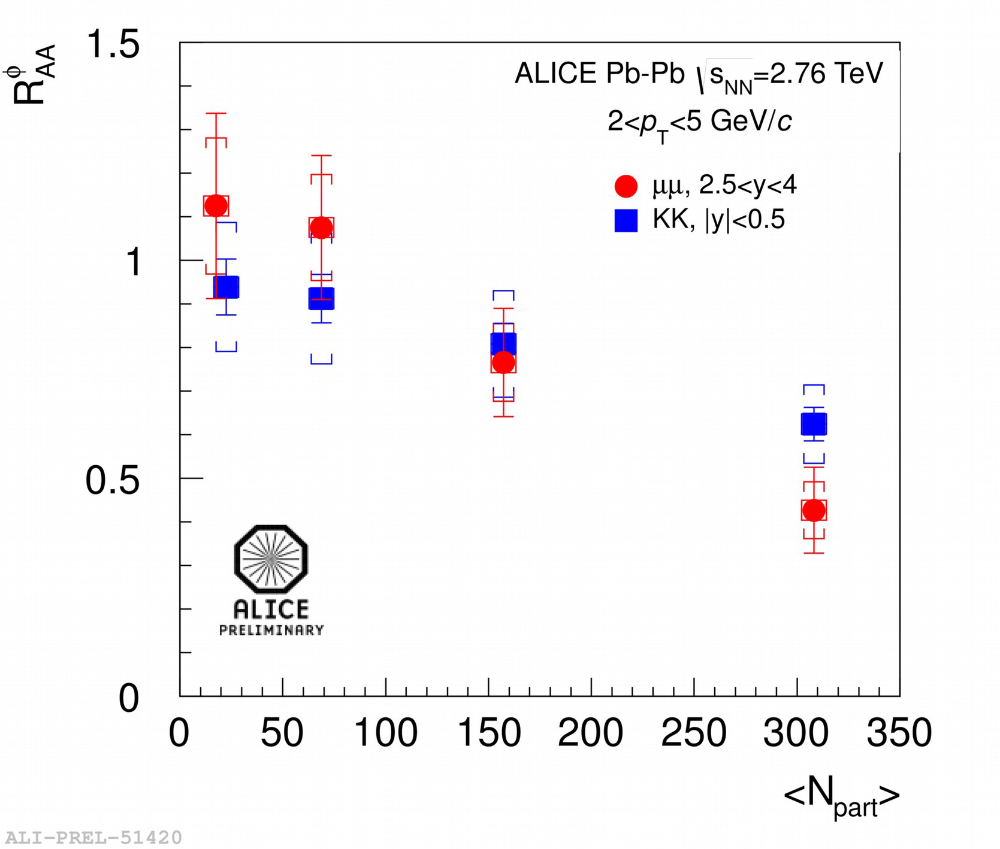 1.5
R^ϕ_AA
ALICE Pb-Pb √s_NN=2.76 TeV
2<p_T<5 GeV/c
μμ, 2.5<y<4
KK, |y|<0.5
1
0.5
ALICE
PRELIMINARY
0
0 50 100 150 200 250 300 350
<N_part>
ALI-PREL-51420